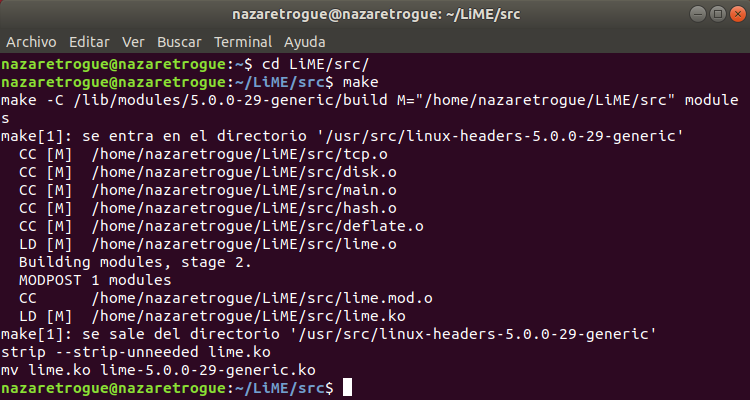 nazaretrogue@nazaretrogue: ~/LiME/src
Archivo Editar Ver Buscar Terminal Ayuda
nazaretrogue@nazaretrogue:~$ cd LiME/src/
nazaretrogue@nazaretrogue:~/LiME/src$ make
make -C /lib/modules/5.0.0-29-generic/build M="/home/nazaretrogue/LiME/src" module
s
make[1]: se entra en el directorio '/usr/src/linux-headers-5.0.0-29-generic'
  CC [M]  /home/nazaretrogue/LiME/src/tcp.o
  CC [M]  /home/nazaretrogue/LiME/src/disk.o
  CC [M]  /home/nazaretrogue/LiME/src/main.o
  CC [M]  /home/nazaretrogue/LiME/src/hash.o
  CC [M]  /home/nazaretrogue/LiME/src/deflate.o
  LD [M]  /home/nazaretrogue/LiME/src/lime.o
  Building modules, stage 2.
  MODPOST 1 modules
  CC      /home/nazaretrogue/LiME/src/lime.mod.o
  LD [M]  /home/nazaretrogue/LiME/src/lime.ko
make[1]: se sale del directorio '/usr/src/linux-headers-5.0.0-29-generic'
strip --strip-unneeded lime.ko
mv lime.ko lime-5.0.0-29-generic.ko
nazaretrogue@nazaretrogue:~/LiME/src$